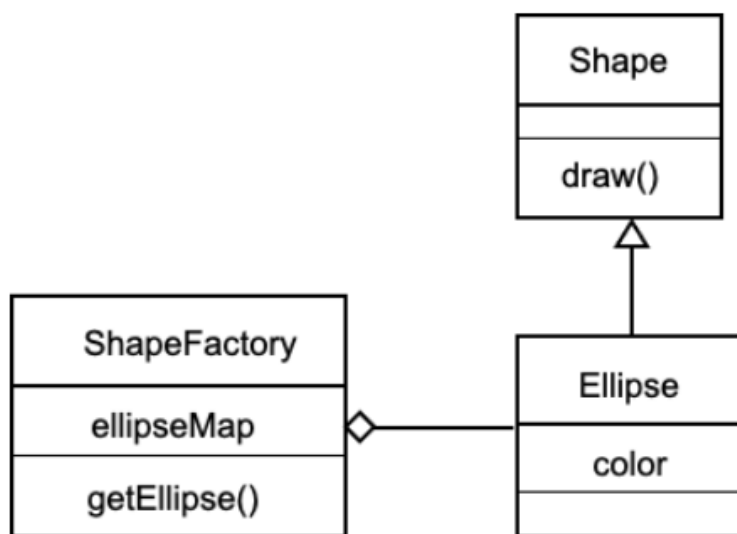 Shape
draw()
ShapeFactory
ellipseMap
getEllipse()
Ellipse
color